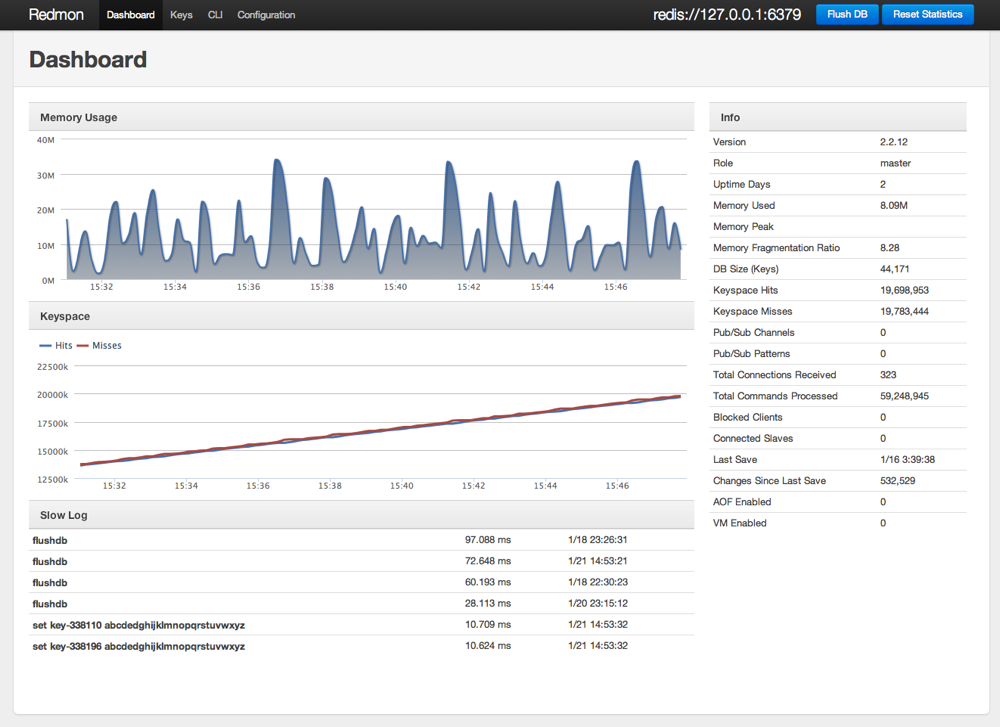 Redmon Dashboard Keys CLI Configuration redis://127.0.0.1:6379 Flush DB Reset Statistics
Dashboard
Memory Usage
40M
30M
20M
10M
0M
15:32 15:34 15:36 15:38 15:40 15:42 15:44 15:46
Keyspace
Hits Misses
22500k
20000k
17500k
15000k
12500k
15:32 15:34 15:36 15:38 15:40 15:42 15:44 15:46
Slow Log
flushdb 97.088 ms 1/18 23:26:31
flushdb 72.648 ms 1/21 14:53:21
flushdb 60.193 ms 1/18 22:30:23
flushdb 28.113 ms 1/20 23:15:12
set key-338110 abcdedghijklmnopqrstuvwxyz 10.709 ms 1/21 14:53:32
set key-338196 abcdedghijklmnopqrstuvwxyz 10.624 ms 1/21 14:53:32
Info
Version 2.2.12
Role master
Uptime Days 2
Memory Used 8.09M
Memory Peak
Memory Fragmentation Ratio 8.28
DB Size (Keys) 44,171
Keyspace Hits 19,698,953
Keyspace Misses 19,783,444
Pub/Sub Channels 0
Pub/Sub Patterns 0
Total Connections Received 323
Total Commands Processed 59,248,945
Blocked Clients 0
Connected Slaves 0
Last Save 1/16 3:39:38
Changes Since Last Save 532,529
AOF Enabled 0
VM Enabled 0